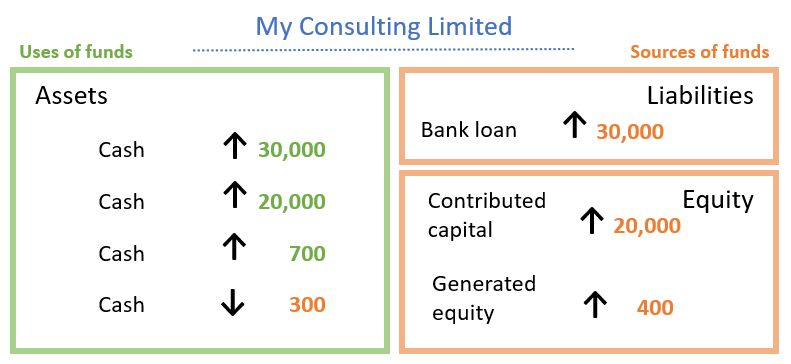 My Consulting Limited
Uses of funds
Sources of funds
Assets
Cash ↑ 30,000
Cash ↑ 20,000
Cash ↑ 700
Cash ↓ 300
Liabilities
Bank loan ↑ 30,000
Equity
Contributed
capital ↑ 20,000
Generated
equity ↑ 400